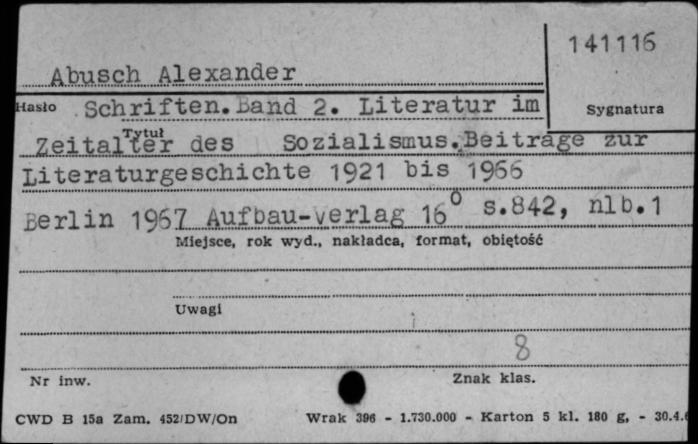 141116
Abusch Alexander
Hasło Schriften.Band 2. Literatur im
Sygnatura
Tytuł
Zeitalter des Sozialismus.Beiträge zur
Literaturgeschichte 1921 bis 1966
Berlin 1967 Aufbau-Verlag 16⁰ s.842, nlb.1
Miejsce, rok wyd., nakładca, format, obiętość
Uwagi
8
Nr inw. Znak klas.
CWD B 15a Zam. 452/DW/On Wrak 396 - 1.730.000 - Karton 5 kl. 180 g, - 30.4.6